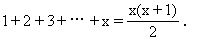 1+2+3+⋯+x = x(x+1)/2 .